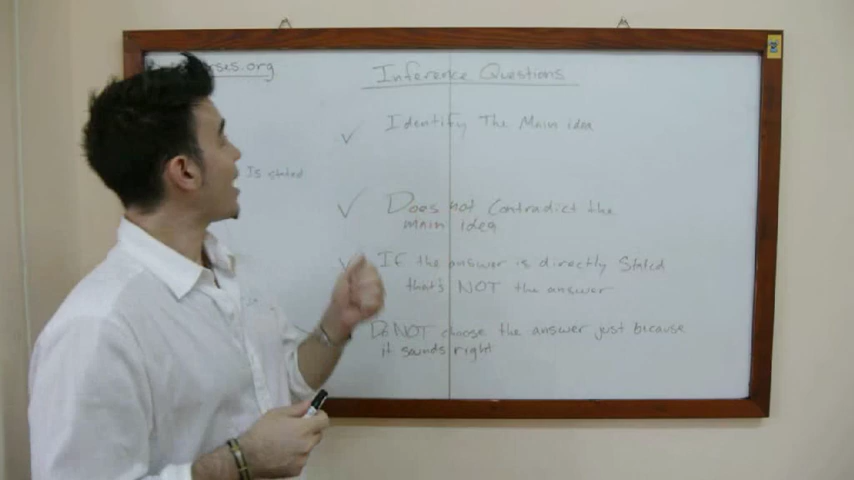 rses.org
Inference Questions
Identify The Main idea
Is stated
Does not Contradict the
main idea
If the answer is directly Stated
that's NOT the answer
Do NOT choose the answer just because
it sounds right